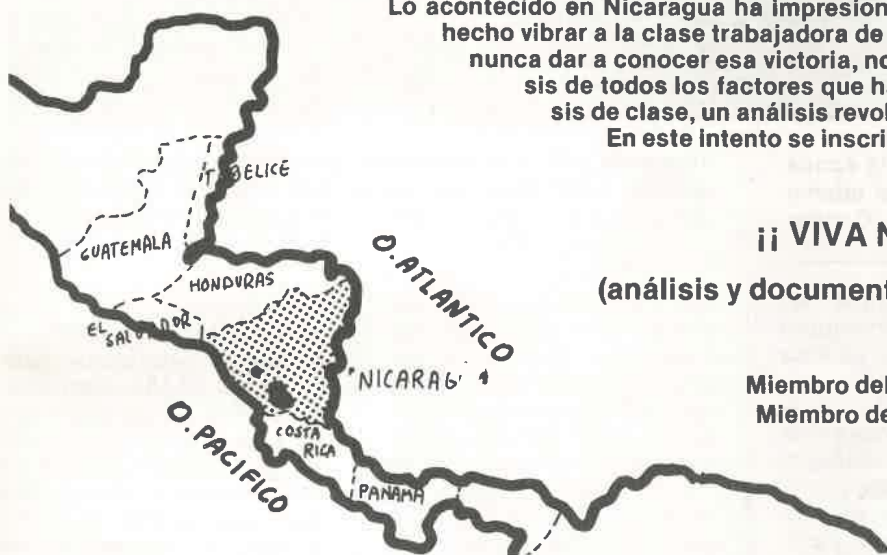 Lo acontecido en Nicaragua ha impresion
hecho vibrar a la clase trabajadora de
nunca dar a conocer esa victoria, no
sis de todos los factores que h
sis de clase, un análisis revol
En este intento se inscri
¡¡ VIVA N
(análisis y document
Miembro del
Miembro de
BELICE
GUATEMALA
HONDURAS
EL SALVADOR
O. ATLANTICO
NICARAG
O. PACIFICO
COSTA
RICA
PANAMA